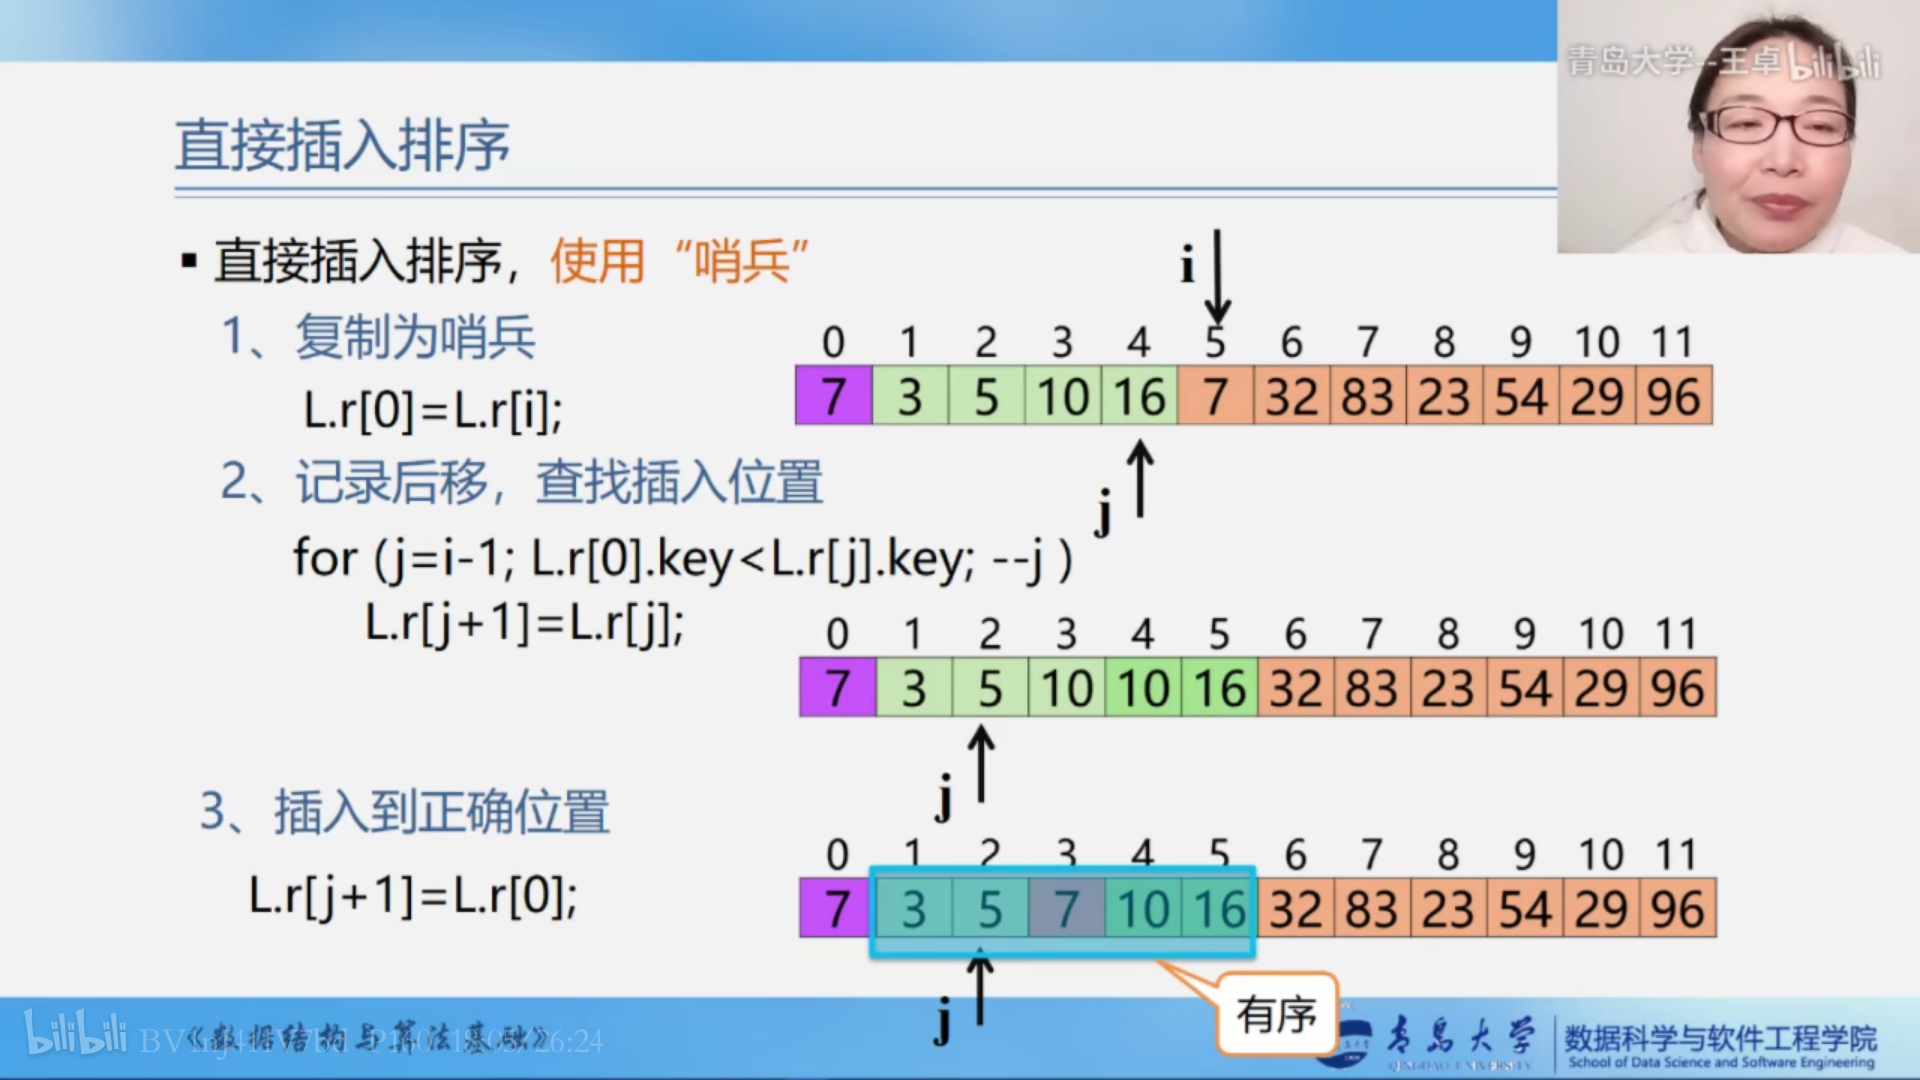 青岛大学--王卓 bilibili
直接插入排序
▪ 直接插入排序，使用“哨兵”
i
1、复制为哨兵
0 1 2 3 4 5 6 7 8 9 10 11
7 3 5 10 16 7 32 83 23 54 29 96
L.r[0]=L.r[i];
2、记录后移，查找插入位置
j
for (j=i-1; L.r[0].key<L.r[j].key; --j )
L.r[j+1]=L.r[j];
0 1 2 3 4 5 6 7 8 9 10 11
7 3 5 10 10 16 32 83 23 54 29 96
j
3、插入到正确位置
0 1 2 3 4 5 6 7 8 9 10 11
7 3 5 7 10 16 32 83 23 54 29 96
L.r[j+1]=L.r[0];
j
有序
bilibili
《数据结构与算法基础》
青岛大学
QINGDAO UNIVERSITY
数据科学与软件工程学院
School of Data Science and Software Engineering